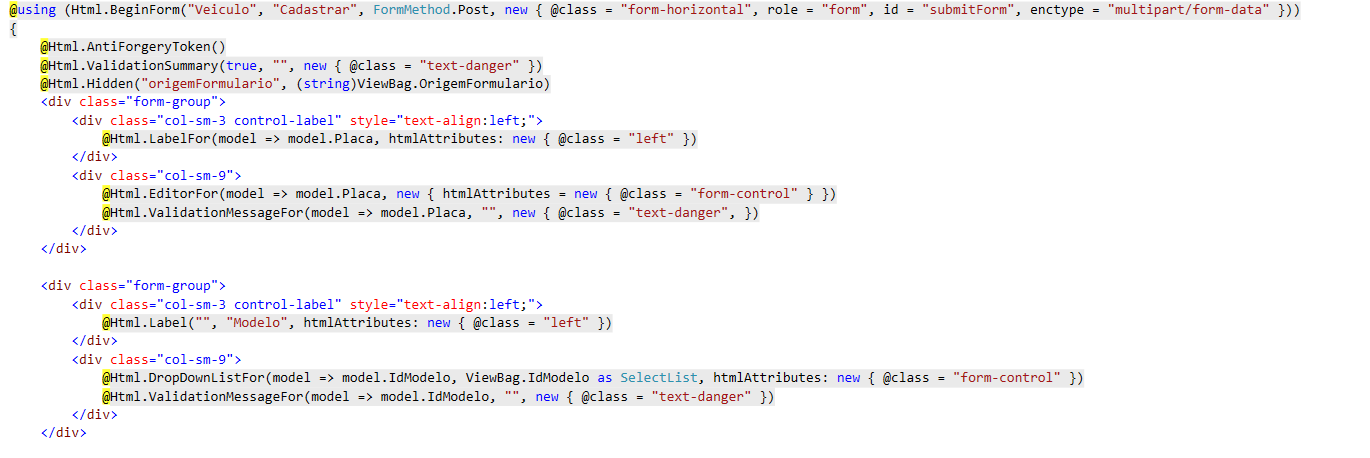 @using (Html.BeginForm("Veiculo", "Cadastrar", FormMethod.Post, new { @class = "form-horizontal", role = "form", id = "submitForm", enctype = "multipart/form-data" }))
{
    @Html.AntiForgeryToken()
    @Html.ValidationSummary(true, "", new { @class = "text-danger" })
    @Html.Hidden("origemFormulario", (string)ViewBag.OrigemFormulario)
    <div class="form-group">
        <div class="col-sm-3 control-label" style="text-align:left;">
            @Html.LabelFor(model => model.Placa, htmlAttributes: new { @class = "left" })
        </div>
        <div class="col-sm-9">
            @Html.EditorFor(model => model.Placa, new { htmlAttributes = new { @class = "form-control" } })
            @Html.ValidationMessageFor(model => model.Placa, "", new { @class = "text-danger", })
        </div>
    </div>

    <div class="form-group">
        <div class="col-sm-3 control-label" style="text-align:left;">
            @Html.Label("", "Modelo", htmlAttributes: new { @class = "left" })
        </div>
        <div class="col-sm-9">
            @Html.DropDownListFor(model => model.IdModelo, ViewBag.IdModelo as SelectList, htmlAttributes: new { @class = "form-control" })
            @Html.ValidationMessageFor(model => model.IdModelo, "", new { @class = "text-danger" })
        </div>
    </div>